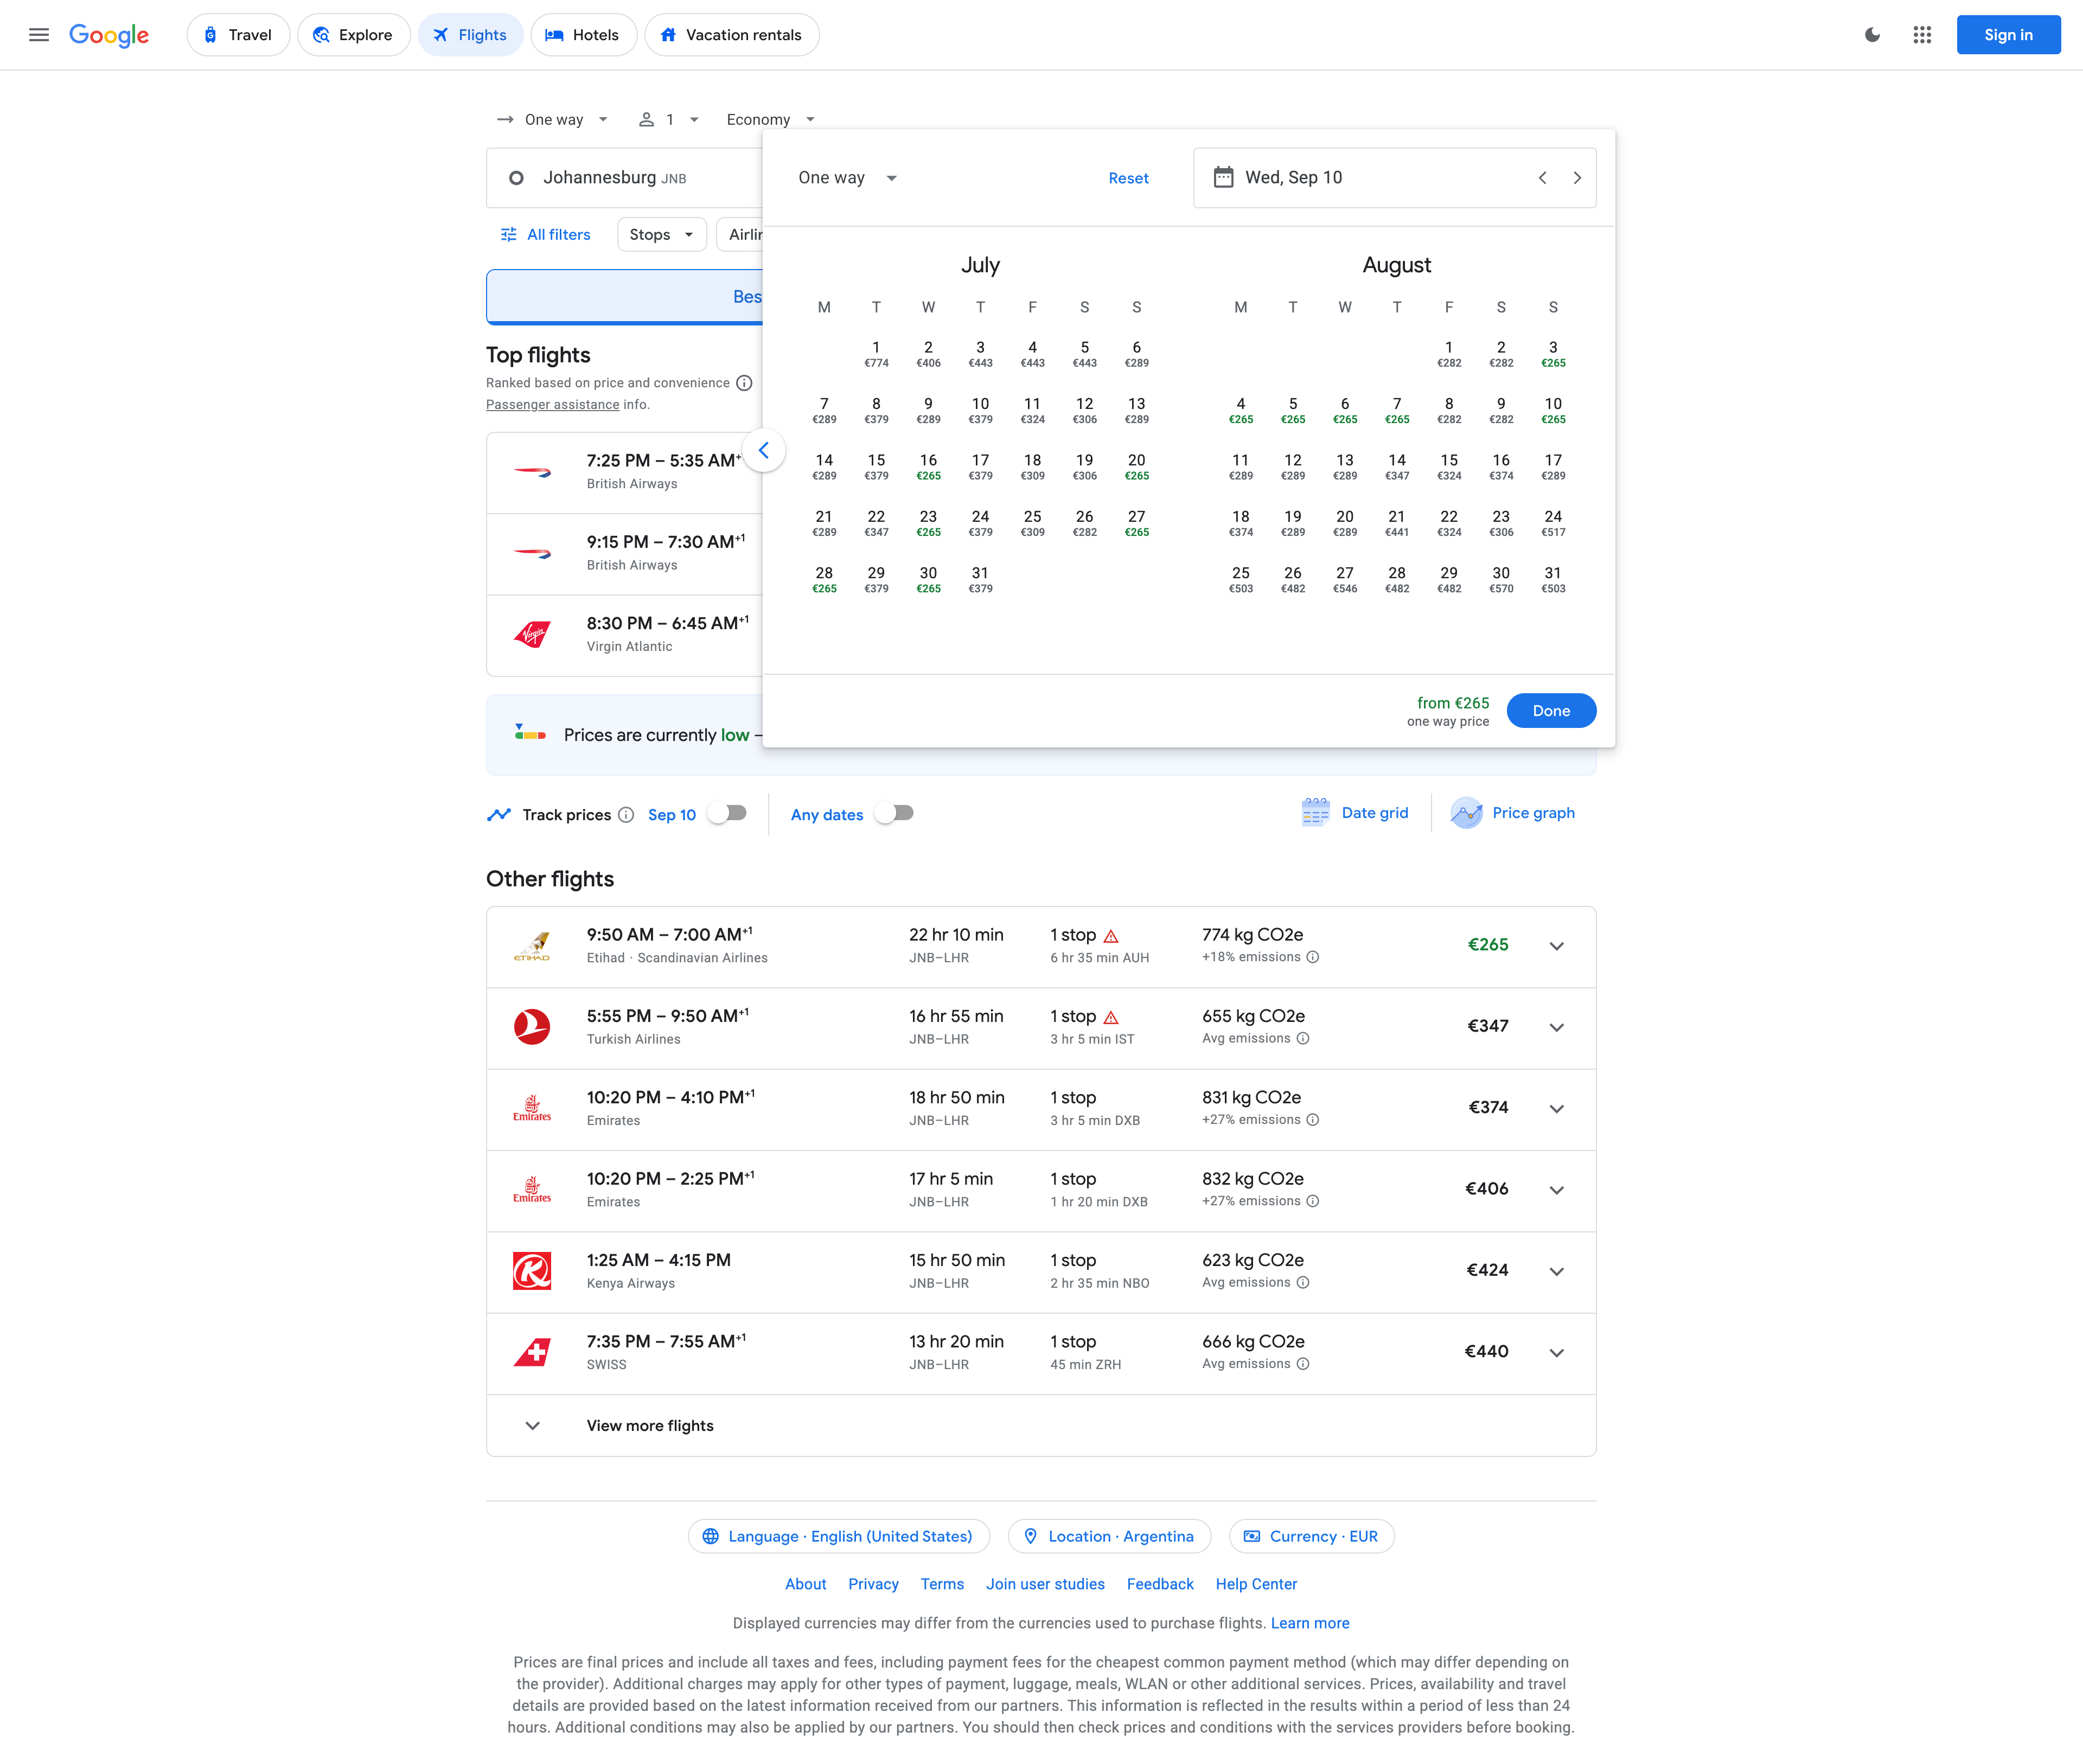 Google
Travel
Explore
Flights
Hotels
Vacation rentals
Sign in
One way
1
Economy
Johannesburg JNB
One way
Reset
Wed, Sep 10
All filters
Stops
Airlin
Bes
July
M T W T F S S
1 2 3 4 5 6
€774 €406 €443 €443 €443 €289
7 8 9 10 11 12 13
€289 €379 €289 €379 €324 €306 €289
14 15 16 17 18 19 20
€289 €379 €265 €379 €309 €306 €265
21 22 23 24 25 26 27
€289 €347 €265 €379 €309 €282 €265
28 29 30 31
€265 €379 €265 €379
August
M T W T F S S
1 2 3
€282 €282 €265
4 5 6 7 8 9 10
€265 €265 €265 €265 €282 €282 €265
11 12 13 14 15 16 17
€289 €289 €289 €347 €324 €374 €289
18 19 20 21 22 23 24
€374 €289 €289 €441 €324 €306 €517
25 26 27 28 29 30 31
€503 €482 €546 €482 €482 €570 €503
from €265
one way price
Done
Top flights
Ranked based on price and convenience
Passenger assistance info.
7:25 PM – 5:35 AM+
British Airways
9:15 PM – 7:30 AM+1
British Airways
Virgin
8:30 PM – 6:45 AM+1
Virgin Atlantic
Prices are currently low –
Track prices
Sep 10
Any dates
Date grid
Price graph
Other flights
ETIHAD
9:50 AM – 7:00 AM+1 22 hr 10 min 1 stop 774 kg CO2e €265
Etihad · Scandinavian Airlines JNB–LHR 6 hr 35 min AUH +18% emissions
5:55 PM – 9:50 AM+1 16 hr 55 min 1 stop 655 kg CO2e €347
Turkish Airlines JNB–LHR 3 hr 5 min IST Avg emissions
Emirates
10:20 PM – 4:10 PM+1 18 hr 50 min 1 stop 831 kg CO2e €374
Emirates JNB–LHR 3 hr 5 min DXB +27% emissions
Emirates
10:20 PM – 2:25 PM+1 17 hr 5 min 1 stop 832 kg CO2e €406
Emirates JNB–LHR 1 hr 20 min DXB +27% emissions
1:25 AM – 4:15 PM 15 hr 50 min 1 stop 623 kg CO2e €424
Kenya Airways JNB–LHR 2 hr 35 min NBO Avg emissions
7:35 PM – 7:55 AM+1 13 hr 20 min 1 stop 666 kg CO2e €440
SWISS JNB–LHR 45 min ZRH Avg emissions
View more flights
Language · English (United States)
Location · Argentina
Currency · EUR
About Privacy Terms Join user studies Feedback Help Center
Displayed currencies may differ from the currencies used to purchase flights. Learn more
Prices are final prices and include all taxes and fees, including payment fees for the cheapest common payment method (which may differ depending on
the provider). Additional charges may apply for other types of payment, luggage, meals, WLAN or other additional services. Prices, availability and travel
details are provided based on the latest information received from our partners. This information is reflected in the results within a period of less than 24
hours. Additional conditions may also be applied by our partners. You should then check prices and conditions with the services providers before booking.